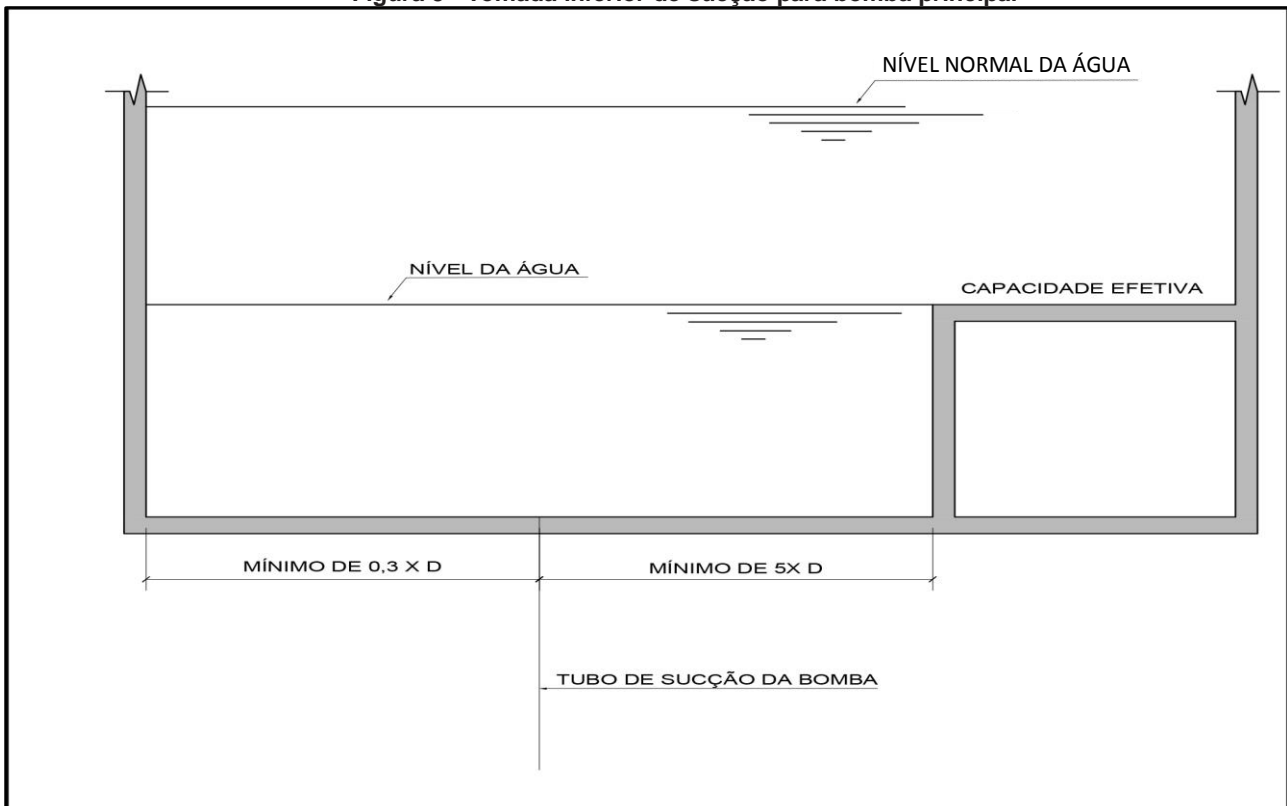 NÍVEL NORMAL DA ÁGUA
NÍVEL DA ÁGUA
CAPACIDADE EFETIVA
MÍNIMO DE 0,3 X D
MÍNIMO DE 5X D
TUBO DE SUCÇÃO DA BOMBA